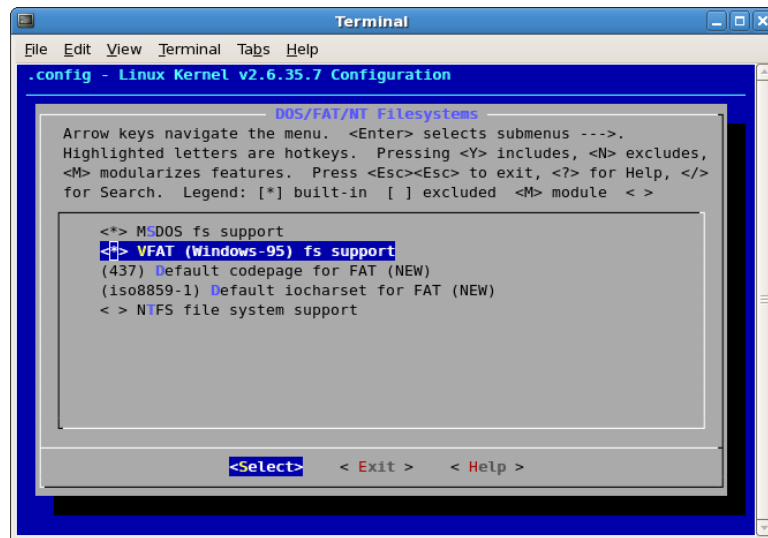 Terminal
File Edit View Terminal Tabs Help
.config - Linux Kernel v2.6.35.7 Configuration
DOS/FAT/NT Filesystems
Arrow keys navigate the menu. <Enter> selects submenus --->.
Highlighted letters are hotkeys. Pressing <Y> includes, <N> excludes,
<M> modularizes features. Press <Esc><Esc> to exit, <?> for Help, </>
for Search. Legend: [*] built-in [ ] excluded <M> module < >
<*> MSDOS fs support
<*> VFAT (Windows-95) fs support
(437) Default codepage for FAT (NEW)
(iso8859-1) Default iocharset for FAT (NEW)
< > NTFS file system support
<Select> < Exit > < Help >